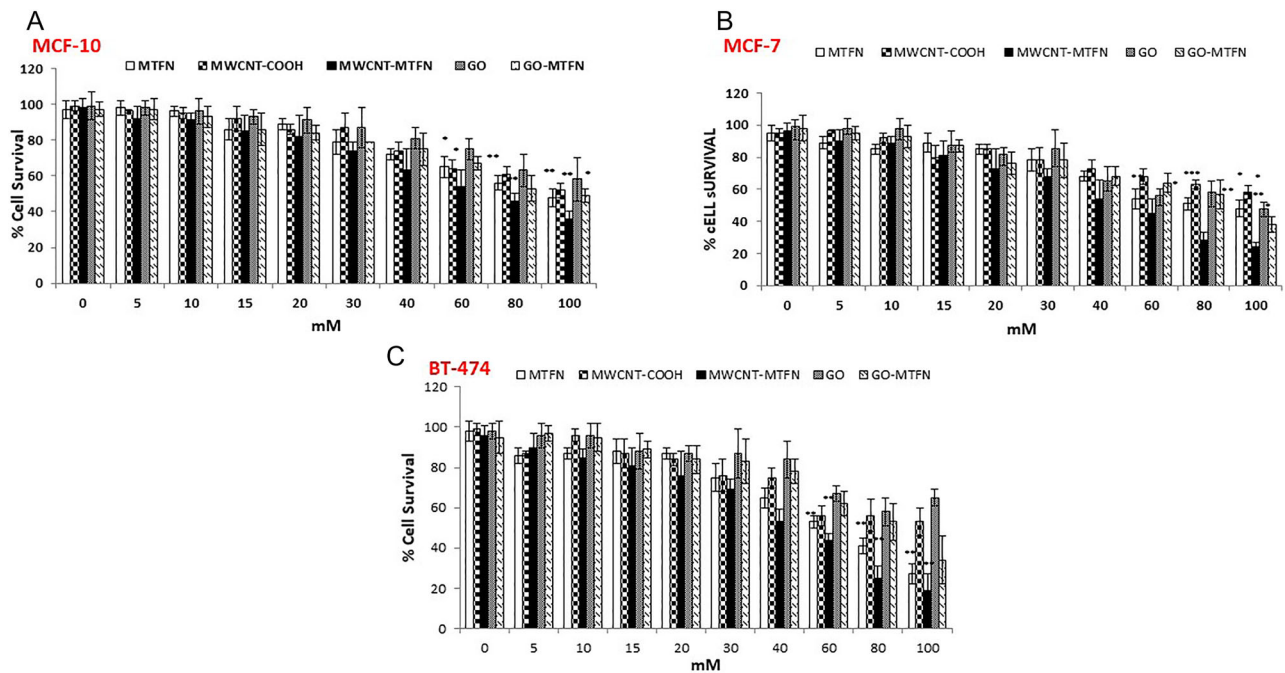 A
MCF-10
MTFN MWCNT-COOH MWCNT-MTFN GO GO-MTFN
120
100
80
60
40
20
0
% Cell Survival
0 5 10 15 20 30 40 60 80 100
mM
B
MCF-7
MTFN MWCNT-COOH MWCNT-MTFN GO GO-MTFN
120
100
80
60
40
20
0
% cELL sURVIVAL
0 5 10 15 20 30 40 60 80 100
mM
C
BT-474
MTFN MWCNT-COOH MWCNT-MTFN GO GO-MTFN
120
100
80
60
40
20
0
% Cell Survival
0 5 10 15 20 30 40 60 80 100
mM